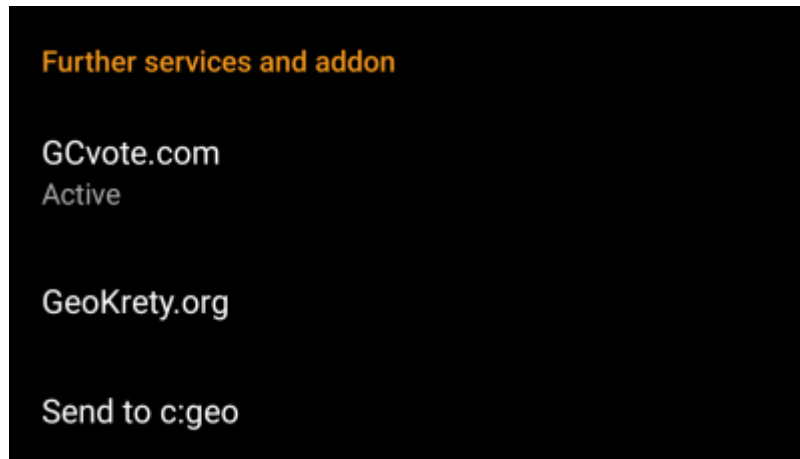 Further services and addon
GCvote.com
Active
GeoKrety.org
Send to c:geo